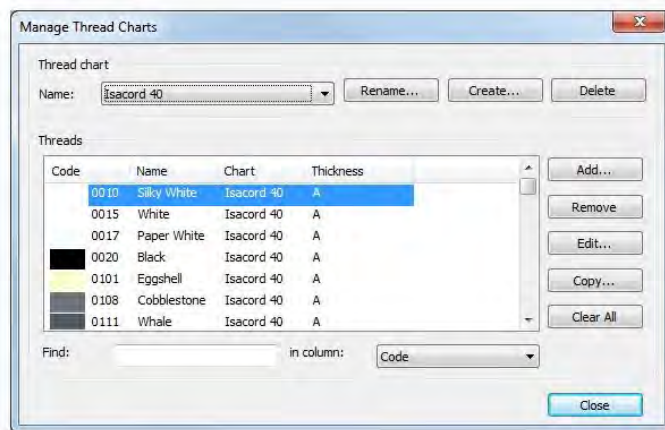 Manage Thread Charts
Thread chart
Name: Isacord 40 Rename... Create... Delete
Threads
Code Name Chart Thickness Add...
0010 Silky White Isacord 40 A
0015 White Isacord 40 A Remove
0017 Paper White Isacord 40 A
0020 Black Isacord 40 A Edit...
0101 Eggshell Isacord 40 A
0108 Cobblestone Isacord 40 A Copy...
0111 Whale Isacord 40 A Clear All
Find: in column: Code
Close